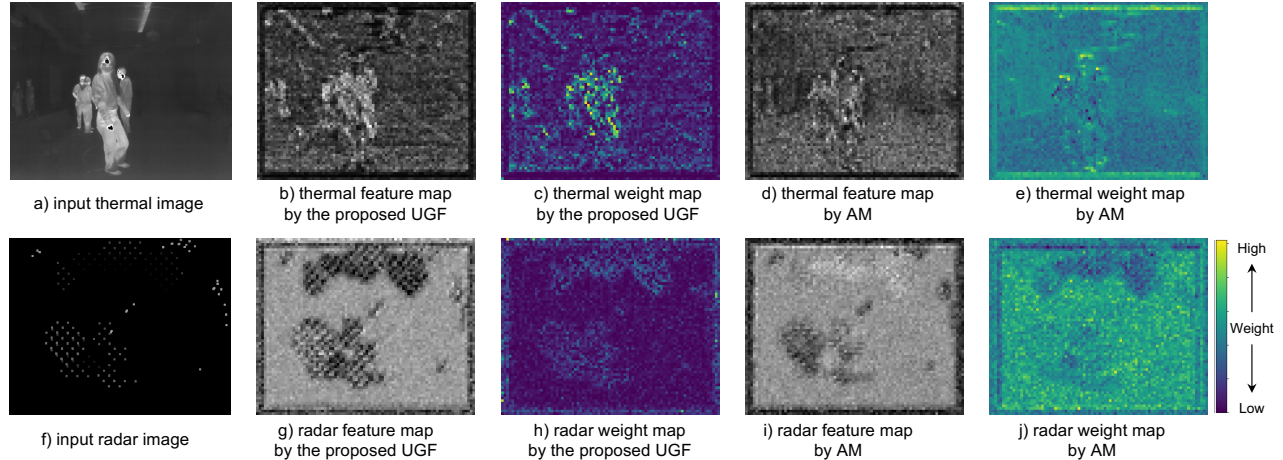 a) input thermal image
b) thermal feature map
by the proposed UGF
c) thermal weight map
by the proposed UGF
d) thermal feature map
by AM
e) thermal weight map
by AM
f) input radar image
g) radar feature map
by the proposed UGF
h) radar weight map
by the proposed UGF
i) radar feature map
by AM
j) radar weight map
by AM
High
Weight
Low